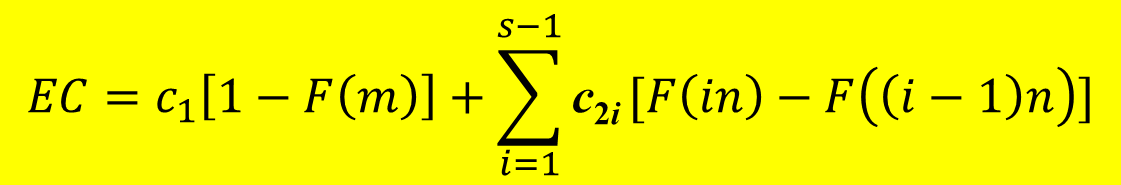 EC = c₁[1 − F(m)] + ∑_{i=1}^{s−1} c₂ᵢ[F(in) − F((i − 1)n)]